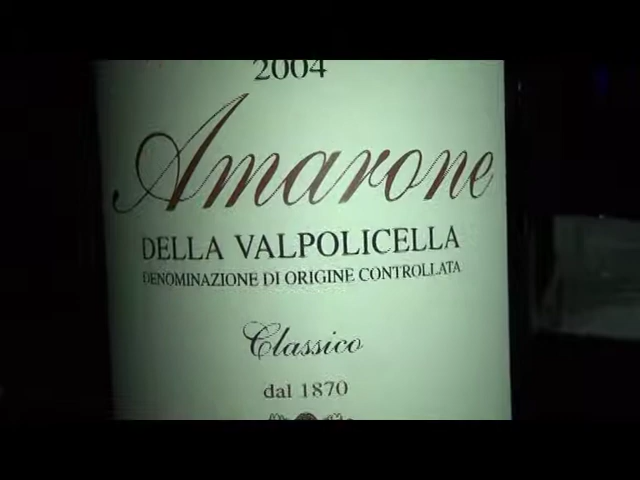 2004
Amarone
DELLA VALPOLICELLA
DENOMINAZIONE DI ORIGINE CONTROLLATA
Classico
dal 1870